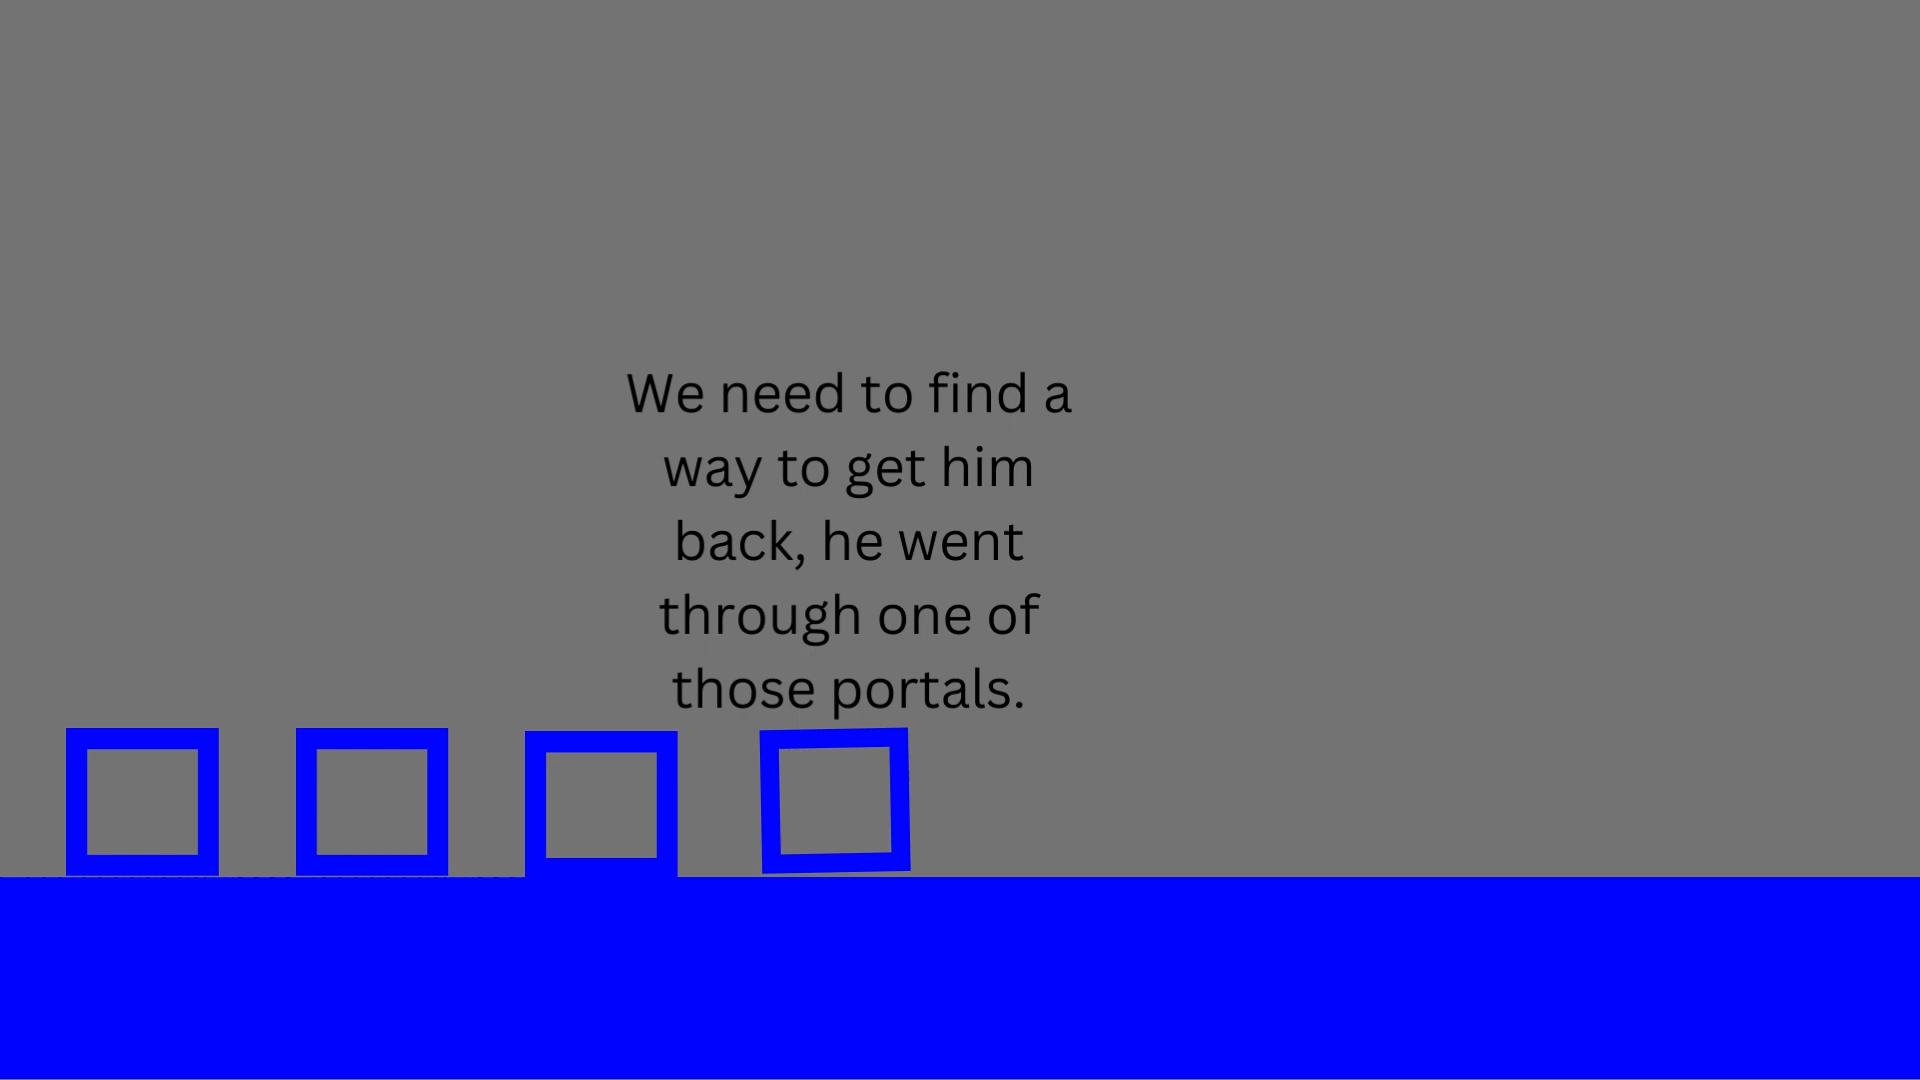 We need to find a
way to get him
back, he went
through one of
those portals.